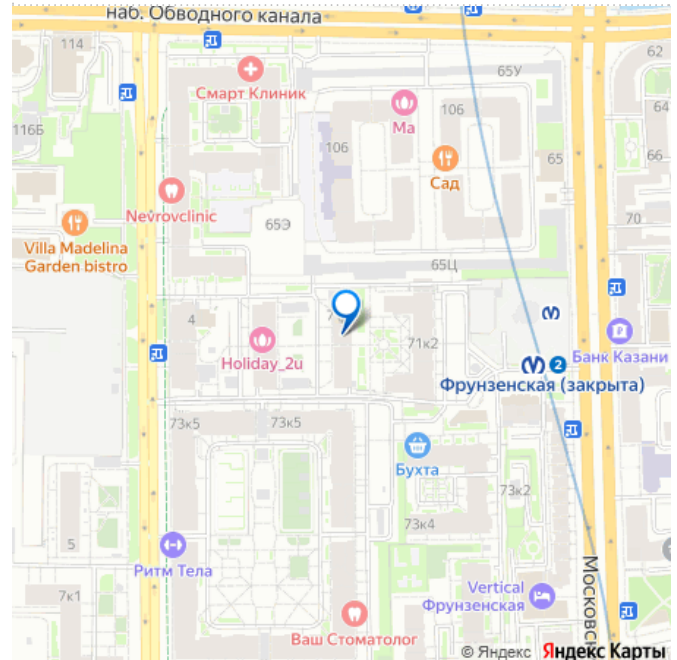 наб. Обводного канала
114
62
65У
Смарт Клиник
64
106
106
Ма
116Б
66
65
Сад
Nevrovclinic
70
65Э
Villa Madelina
Garden bistro
65Ц
4
71к2
Holiday_2u
Банк Казани
2
Фрунзенская (закрыта)
73к5
73к5
Бухта
73к2
73к4
5
Ритм Тела
7к1
Vertical
Фрунзенская
Московск
Ваш Стоматолог
© Яндекс Яндекс Карты